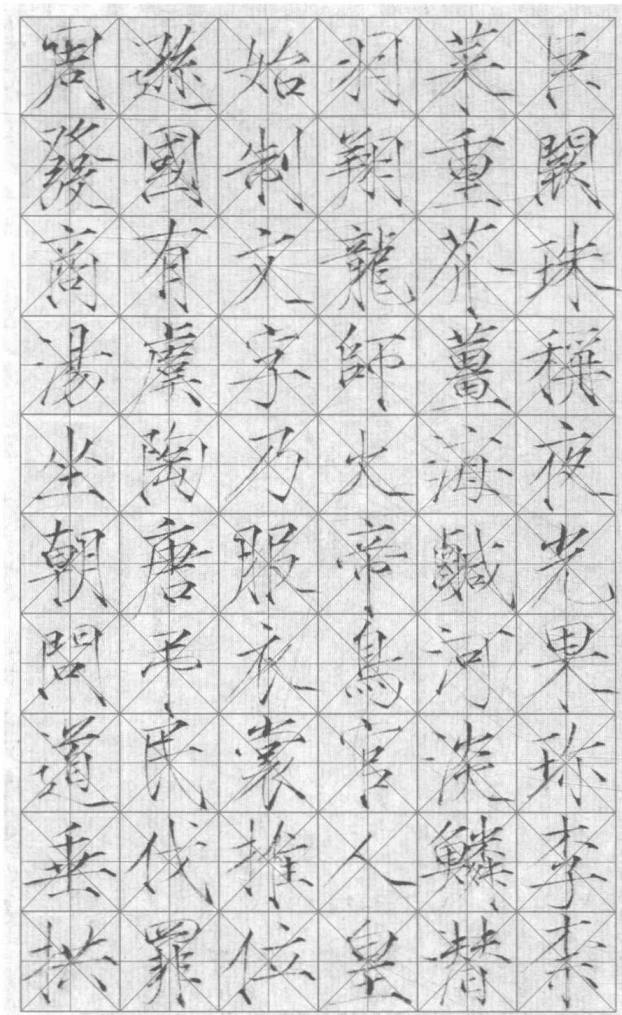 巨闕珠稱夜光果珎李柰
菜重芥薑海鹹河淡鱗潜
羽翔龍師火帝鳥官人皇
始制文字乃服衣裳推位
遜國有虞陶唐弔民伐罪
周發商湯坐朝問道垂拱